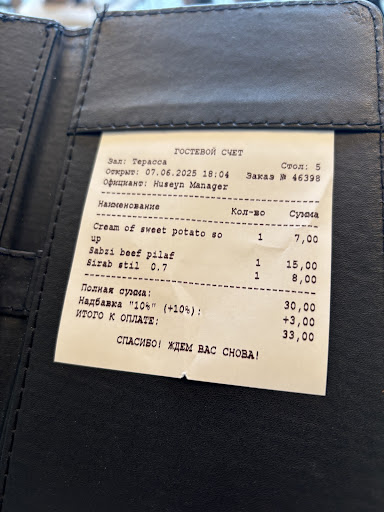 ГОСТЕВОЙ СЧЕТ
Зал: Терасса Стол: 5
Открыт: 07.06.2025 18:04 Заказ № 46398
Официант: Huseyn Manager
Наименование Кол-во Сумма
Cream of sweet potato so 1 7,00
up
Sabzi beef pilaf 1 15,00
Sirab stil 0.7 1 8,00
Полная сумма: 30,00
Надбавка "10%" (+10%): +3,00
ИТОГО К ОПЛАТЕ: 33,00
СПАСИБО! ЖДЕМ ВАС СНОВА!